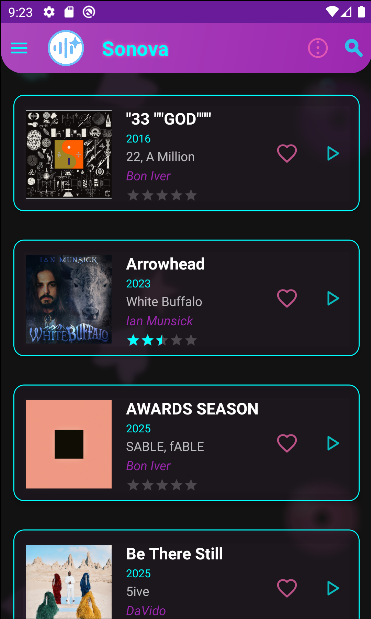 9:23
Sonova
"33 ""GOD"""
2016
22, A Million
Bon Iver
IAN MUNSICK
WHITE BUFFALO
Arrowhead
2023
White Buffalo
Ian Munsick
AWARDS SEASON
2025
SABLE, fABLE
Bon Iver
Be There Still
2025
5ive
DaVido